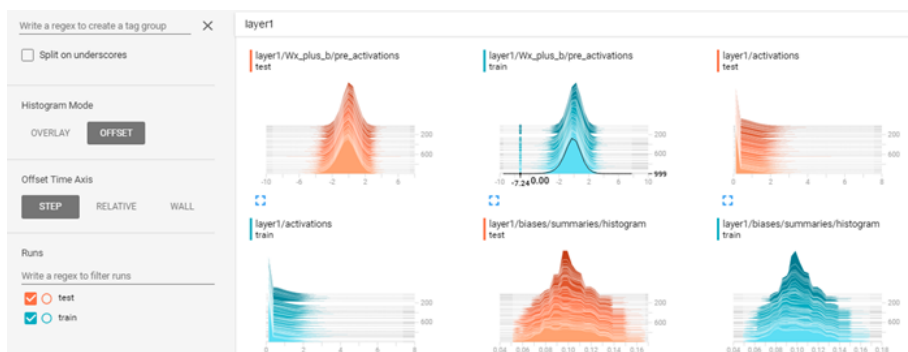 Write a regex to create a tag group
Split on underscores
Histogram Mode
OVERLAY
OFFSET
Offset Time Axis
STEP
RELATIVE
WALL
Runs
Write a regex to filter runs
test
train
layer1
layer1/Wx_plus_b/pre_activations
test
200
600
-10
-6
-2
2
6
layer1/Wx_plus_b/pre_activations
train
200
600
999
-10
-7.24
0.00
-2
2
6
10
layer1/activations
test
200
600
0
2
4
6
8
layer1/activations
train
200
600
0
2
4
6
8
layer1/biases/summaries/histogram
test
200
600
0.04
0.06
0.08
0.10
0.12
0.14
0.16
layer1/biases/summaries/histogram
train
200
600
0.04
0.06
0.08
0.10
0.12
0.14
0.16
0.18